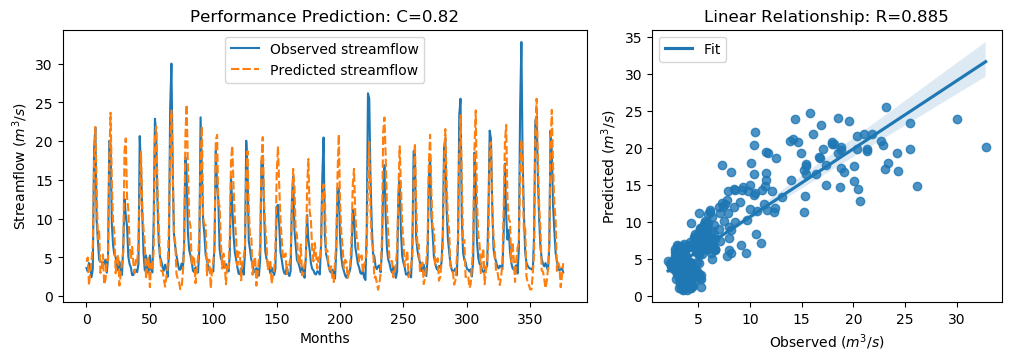 Performance Prediction: C=0.82
Observed streamflow
Predicted streamflow
Streamflow (m³/s)
30
25
20
15
10
5
0
0 50 100 150 200 250 300 350
Months
Linear Relationship: R=0.885
Fit
Predicted (m³/s)
35
30
25
20
15
10
5
0
5 10 15 20 25 30
Observed (m³/s)